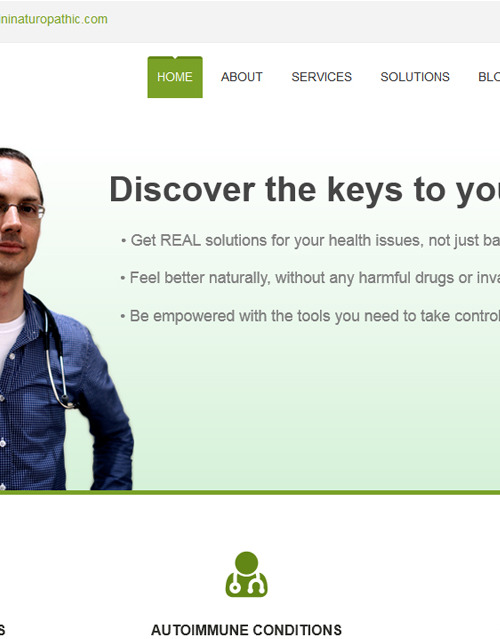 ninaturopathic.com
HOME ABOUT SERVICES SOLUTIONS BLO
Discover the keys to you
• Get REAL solutions for your health issues, not just ba
• Feel better naturally, without any harmful drugs or inva
• Be empowered with the tools you need to take control
S AUTOIMMUNE CONDITIONS